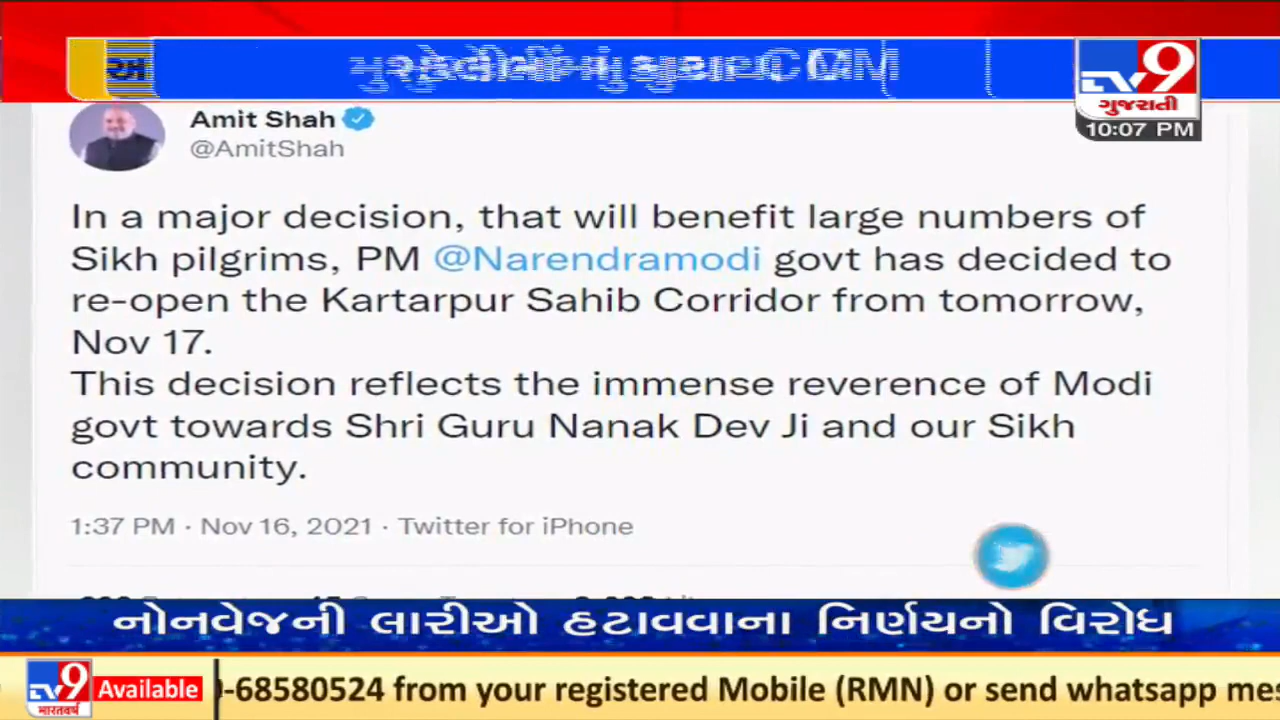 અ
TV9
ગુજરાતી
10:07 PM
Amit Shah
@AmitShah
In a major decision, that will benefit large numbers of
Sikh pilgrims, PM @Narendramodi govt has decided to
re-open the Kartarpur Sahib Corridor from tomorrow,
Nov 17.
This decision reflects the immense reverence of Modi
govt towards Shri Guru Nanak Dev Ji and our Sikh
community.
1:37 PM · Nov 16, 2021 · Twitter for iPhone
નોનવેજની લારીઓ હટાવવાના નિર્ણયનો વિરોધ
TV9
भारतवर्ष
Available
-68580524 from your registered Mobile (RMN) or send whatsapp mes